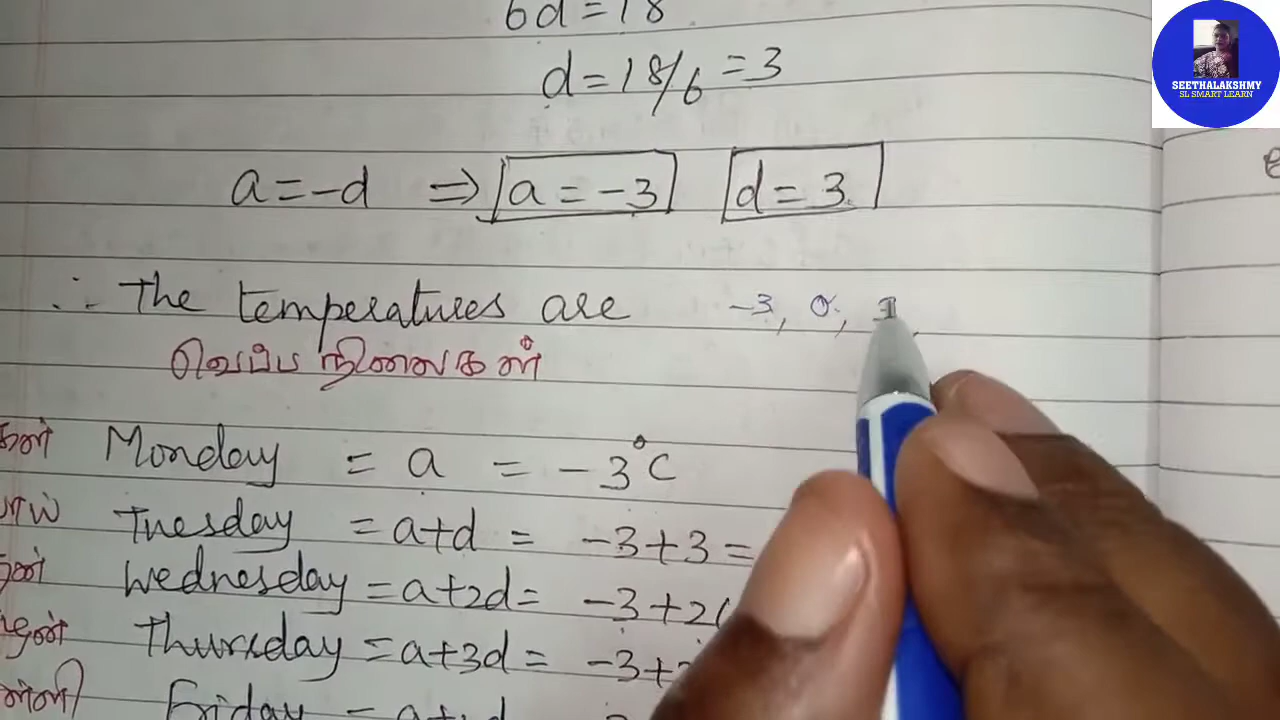 6d = 18
d = 18/6 = 3
SEETHALAKSHMY
SL SMART LEARN
a = -d ⇒ a = -3 d = 3
∴ The temperatures are -3, 0,
வெப்ப நிலைகள்
Monday = a = -3°C
Tuesday = a+d = -3+3 =
Wednesday = a+2d = -3+2(
Thursday = a+3d = -3+
Friday =